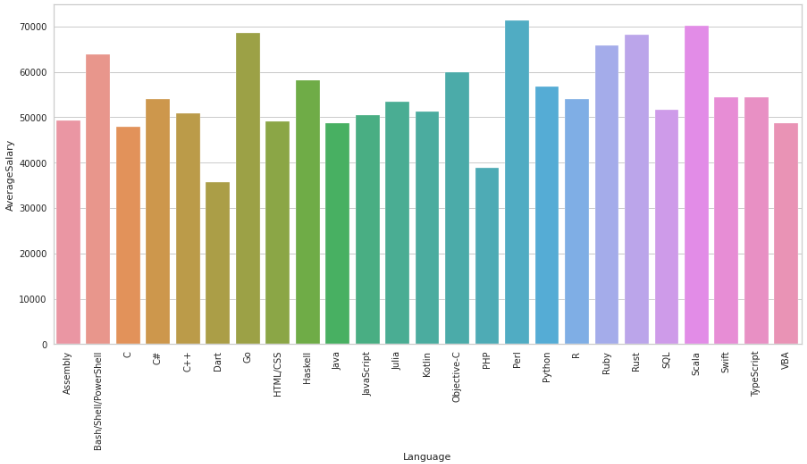 70000
60000
50000
40000
30000
20000
10000
0
AverageSalary
Assembly
Bash/Shell/PowerShell
C
C#
C++
Dart
Go
HTML/CSS
Haskell
Java
JavaScript
Julia
Kotlin
Objective-C
PHP
Perl
Python
R
Ruby
Rust
SQL
Scala
Swift
TypeScript
VBA
Language